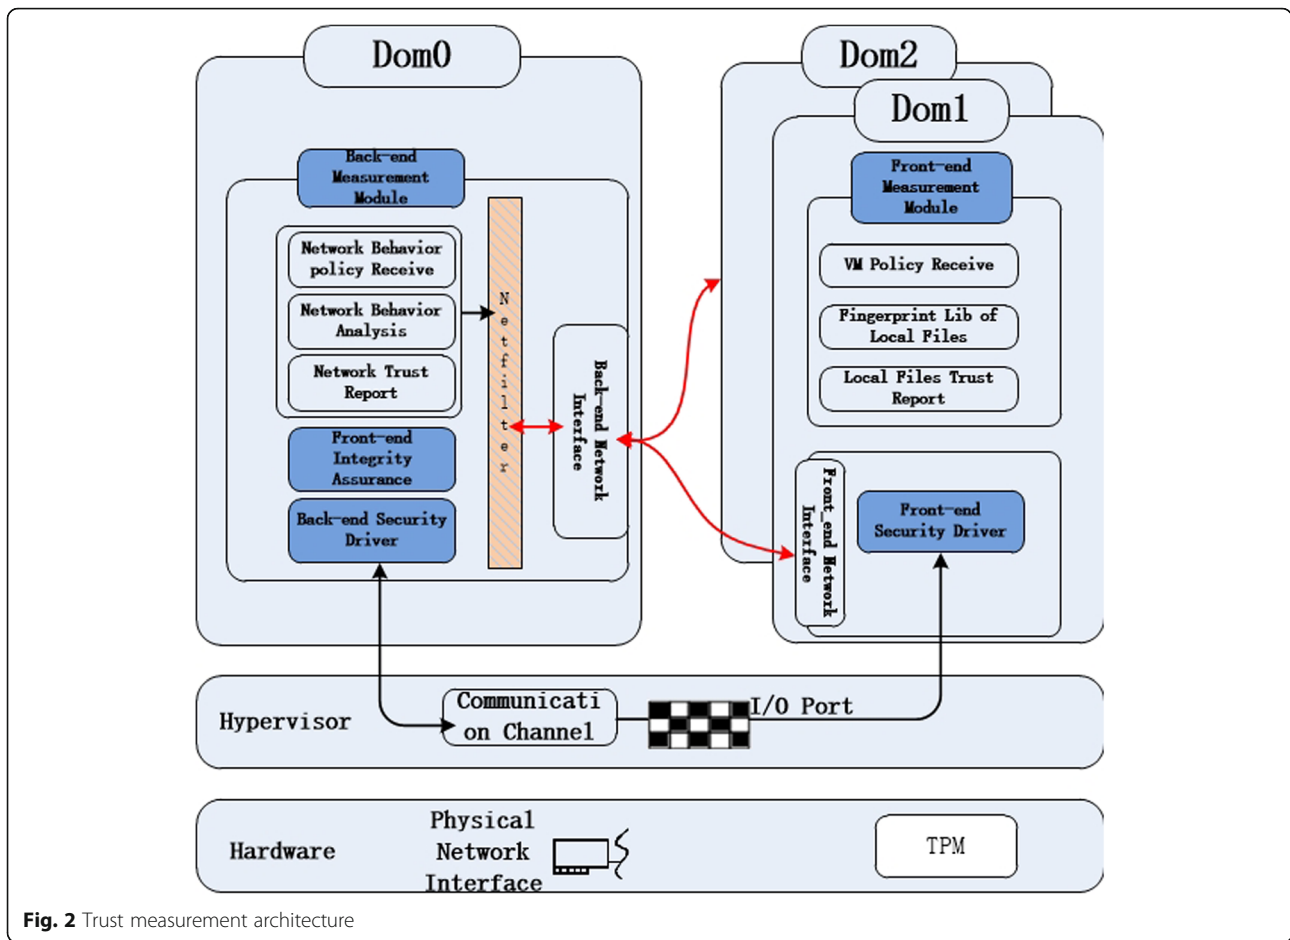 Dom0
Back-end
Measurement
Module
Network Behavior
policy Receive
Network Behavior
Analysis
Network Trust
Report
Front-end
Integrity
Assurance
Back-end Security
Driver
Netfilter
Back-end Network
Interface
Dom2
Dom1
Front-end
Measurement
Module
VM Policy Receive
Fingerprint Lib of
Local Files
Local Files Trust
Report
Front_end Network
Interface
Front-end
Security Driver
Hypervisor
Communicati
on Channel
I/O Port
Hardware
Physical
Network
Interface
TPM
Fig. 2 Trust measurement architecture